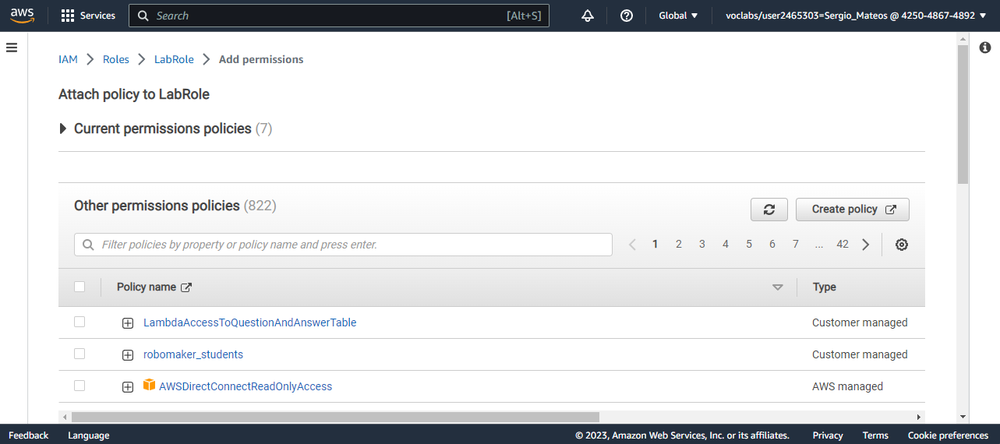 aws Services Search [Alt+S] Global voclabs/user2465303=Sergio_Mateos @ 4250-4867-4892
IAM Roles LabRole Add permissions
Attach policy to LabRole
Current permissions policies (7)
Other permissions policies (822)
Create policy
Filter policies by property or policy name and press enter. 1 2 3 4 5 6 7 ... 42
Policy name Type
LambdaAccessToQuestionAndAnswerTable Customer managed
robomaker_students Customer managed
AWSDirectConnectReadOnlyAccess AWS managed
Feedback Language © 2023, Amazon Web Services, Inc. or its affiliates. Privacy Terms Cookie preferences